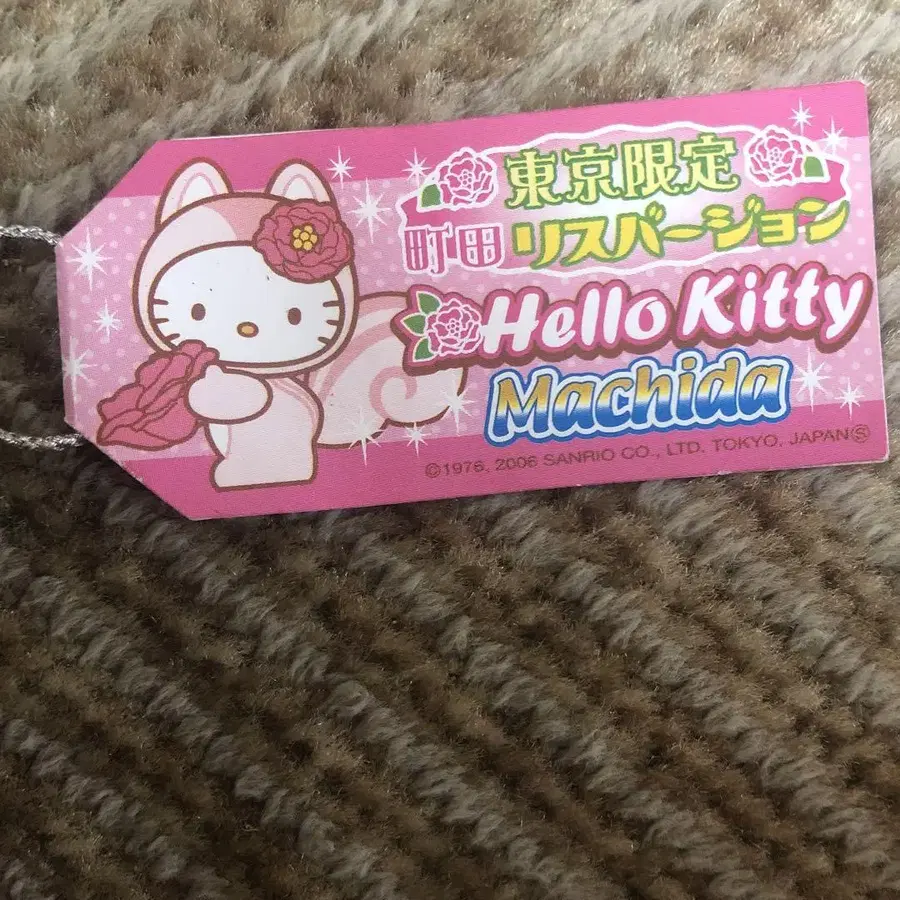 東京限定
町田 リスバージョン
Hello Kitty
Machida
©1976, 2006 SANRIO CO., LTD. TOKYO, JAPAN Ⓢ